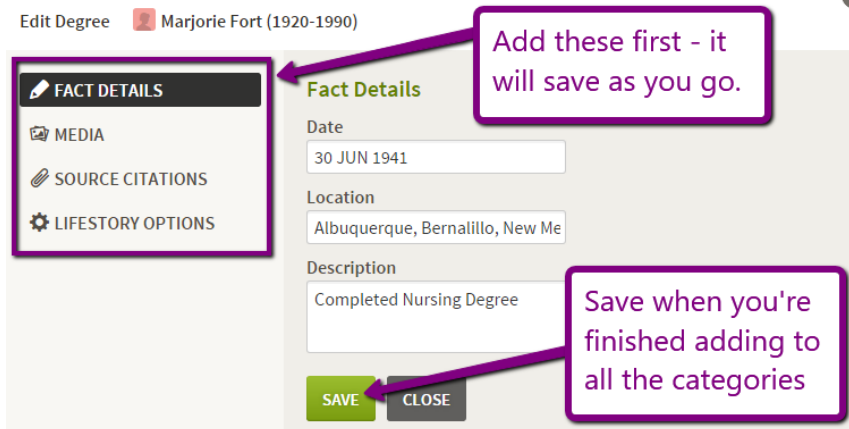 Edit Degree Marjorie Fort (1920-1990)
Add these first - it
will save as you go.
FACT DETAILS
MEDIA
SOURCE CITATIONS
LIFESTORY OPTIONS
Fact Details
Date
30 JUN 1941
Location
Albuquerque, Bernalillo, New Me
Description
Completed Nursing Degree
SAVE CLOSE
Save when you're
finished adding to
all the categories